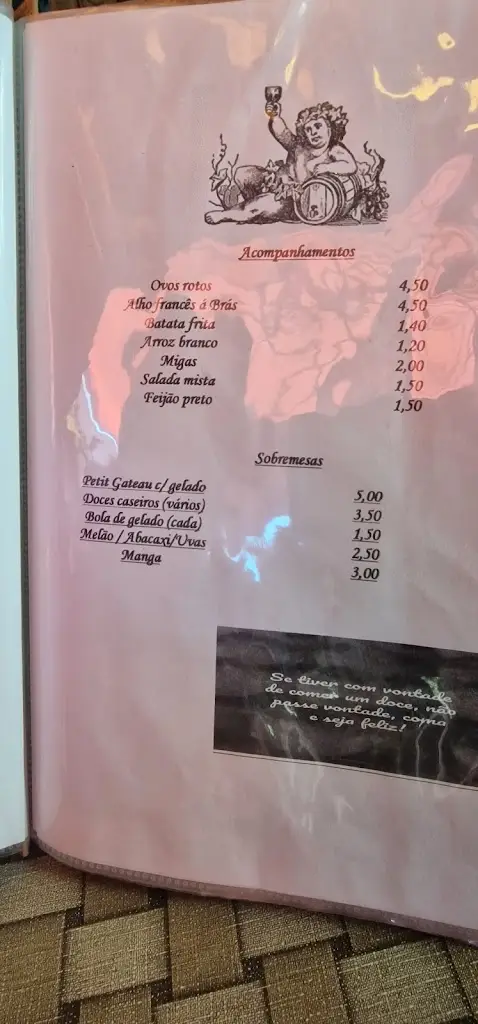 Acompanhamentos
Ovos rotos 4,50
Alho francês á Brás 4,50
Batata frita 1,40
Arroz branco 1,20
Migas 2,00
Salada mista 1,50
Feijão preto 1,50
Sobremesas
Petit Gateau c/ gelado 5,00
Doces caseiros (vários) 3,50
Bola de gelado (cada) 1,50
Melão / Abacaxi/Uvas 2,50
Manga 3,00
Se tiver com vontade
de comer um doce, não
passe vontade, coma
e seja feliz!